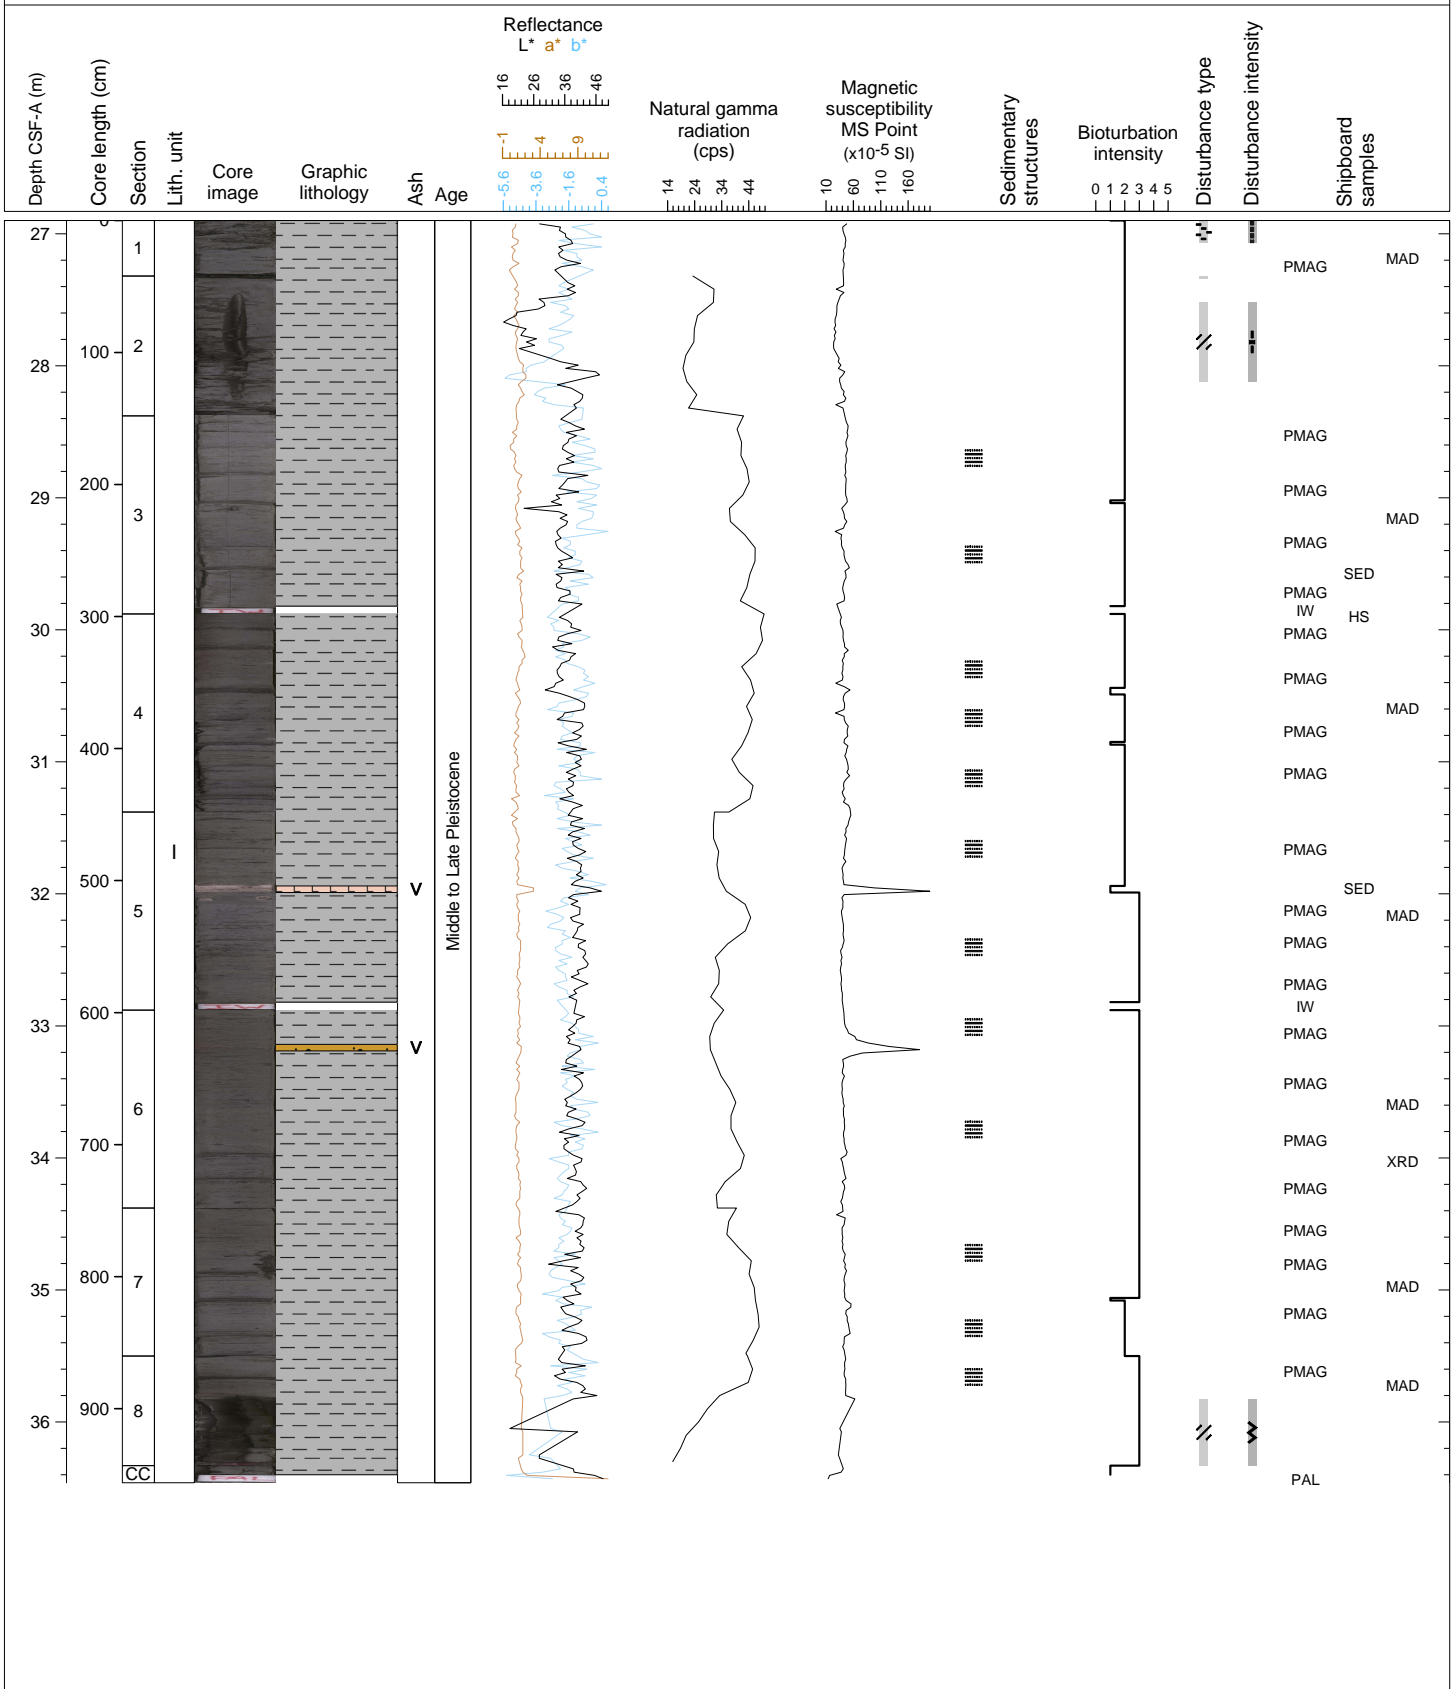 Depth CSF-A (m)
Core length (cm)
Section
Lith. unit
Core
image
Graphic
lithology
Ash
Age
Reflectance
L* a* b*
16 26 36 46
-1 4 9
-5.6 -3.6 -1.6 0.4
Natural gamma
radiation
(cps)
14 24 34 44
Magnetic
susceptibility
MS Point
(x10-5 SI)
10 60 110 160
Sedimentary
structures
Bioturbation
intensity
0 1 2 3 4 5
Disturbance type
Disturbance intensity
Shipboard
samples
27
28
29
30
31
32
33
34
35
36
0
100
200
300
400
500
600
700
800
900
1
2
3
4
5
6
7
8
CC
I
V
V
Middle to Late Pleistocene
MAD
PMAG
PMAG
PMAG
MAD
PMAG
SED
PMAG
IW
HS
PMAG
PMAG
MAD
PMAG
PMAG
PMAG
SED
PMAG
MAD
PMAG
PMAG
IW
PMAG
PMAG
MAD
PMAG
XRD
PMAG
PMAG
PMAG
MAD
PMAG
PMAG
MAD
PAL